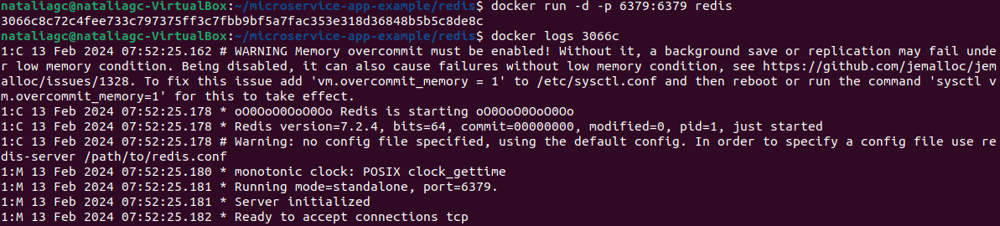 nataliagc@nataliagc-VirtualBox:~/microservice-app-example/redis$ docker run -d -p 6379:6379 redis
3066c8c72c4fee733c797375ff3c7fbb9bf5a7fac353e318d36848b5b5c8de8c
nataliagc@nataliagc-VirtualBox:~/microservice-app-example/redis$ docker logs 3066c
1:C 13 Feb 2024 07:52:25.162 # WARNING Memory overcommit must be enabled! Without it, a background save or replication may fail unde
r low memory condition. Being disabled, it can also cause failures without low memory condition, see https://github.com/jemalloc/jem
alloc/issues/1328. To fix this issue add 'vm.overcommit_memory = 1' to /etc/sysctl.conf and then reboot or run the command 'sysctl v
m.overcommit_memory=1' for this to take effect.
1:C 13 Feb 2024 07:52:25.178 * oO0OoO0OoO0Oo Redis is starting oO0OoO0OoO0Oo
1:C 13 Feb 2024 07:52:25.178 * Redis version=7.2.4, bits=64, commit=00000000, modified=0, pid=1, just started
1:C 13 Feb 2024 07:52:25.178 # Warning: no config file specified, using the default config. In order to specify a config file use re
dis-server /path/to/redis.conf
1:M 13 Feb 2024 07:52:25.180 * monotonic clock: POSIX clock_gettime
1:M 13 Feb 2024 07:52:25.181 * Running mode=standalone, port=6379.
1:M 13 Feb 2024 07:52:25.181 * Server initialized
1:M 13 Feb 2024 07:52:25.182 * Ready to accept connections tcp